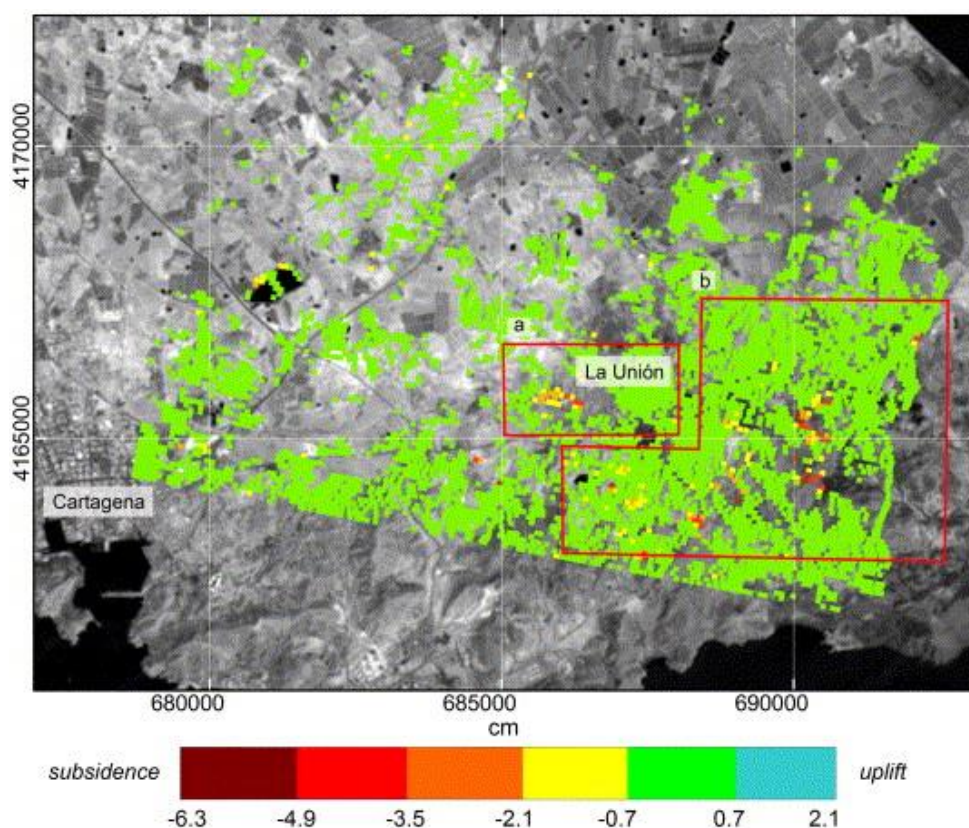 4170000
b
a
La Unión
4165000
Cartagena
680000 685000 690000
cm
subsidence uplift
-6.3 -4.9 -3.5 -2.1 -0.7 0.7 2.1